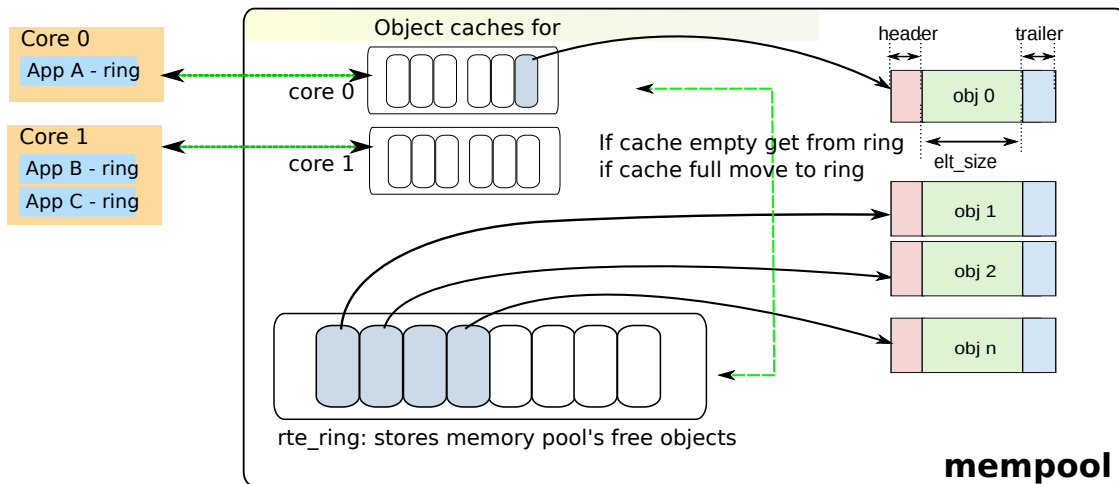 Core 0
App A - ring
Core 1
App B - ring
App C - ring
Object caches for
core 0
core 1
If cache empty get from ring
if cache full move to ring
header
trailer
obj 0
elt_size
obj 1
obj 2
obj n
rte_ring: stores memory pool's free objects
mempool